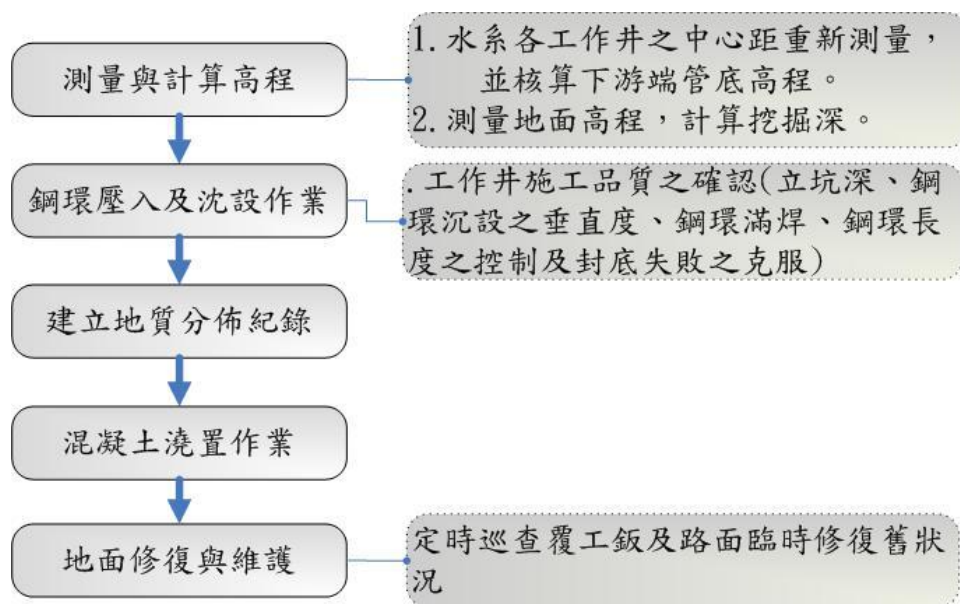 測量與計算高程
1.水系各工作井之中心距重新測量，
並核算下游端管底高程。
2.測量地面高程，計算挖掘深。
鋼環壓入及沈設作業
.工作井施工品質之確認(立坑深、鋼
環沉設之垂直度、鋼環滿焊、鋼環長
度之控制及封底失敗之克服)
建立地質分佈紀錄
混凝土澆置作業
地面修復與維護
定時巡查覆工鈑及路面臨時修復舊狀
況